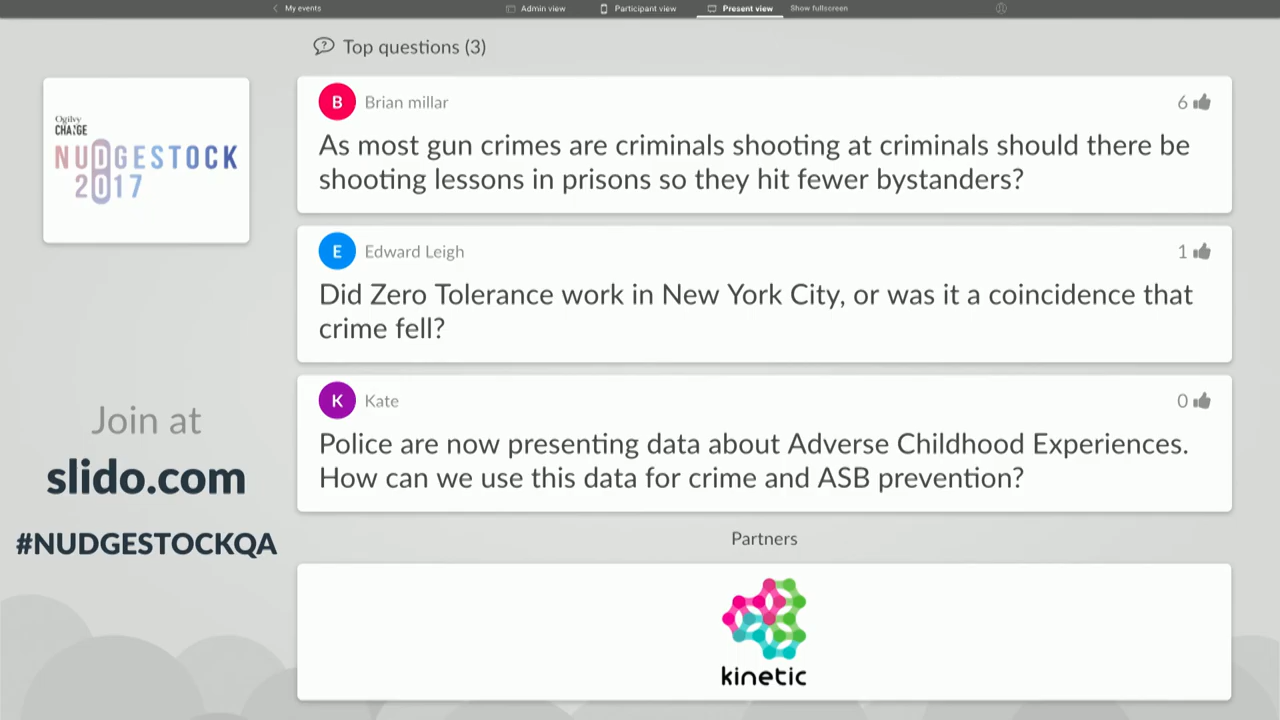 My events
Admin view
Participant view
Present view
Show fullscreen
Top questions (3)
Ogilvy
CHANGE
NUDGESTOCK
2017
B
Brian millar
6
As most gun crimes are criminals shooting at criminals should there be
shooting lessons in prisons so they hit fewer bystanders?
E
Edward Leigh
1
Did Zero Tolerance work in New York City, or was it a coincidence that
crime fell?
K
Kate
0
Police are now presenting data about Adverse Childhood Experiences.
How can we use this data for crime and ASB prevention?
Join at
slido.com
#NUDGESTOCKQA
Partners
kinetic